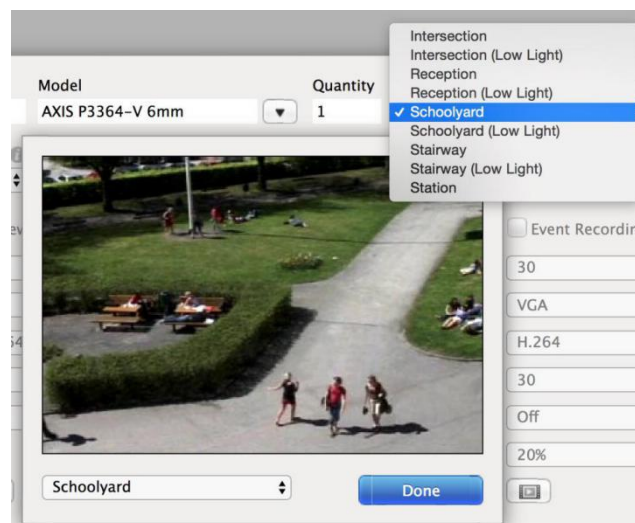 Intersection
Intersection (Low Light)
Reception
Reception (Low Light)
✓ Schoolyard
Schoolyard (Low Light)
Stairway
Stairway (Low Light)
Station
Model
Quantity
AXIS P3364-V 6mm
1
Event Recordin
30
VGA
H.264
30
Off
20%
Schoolyard
Done